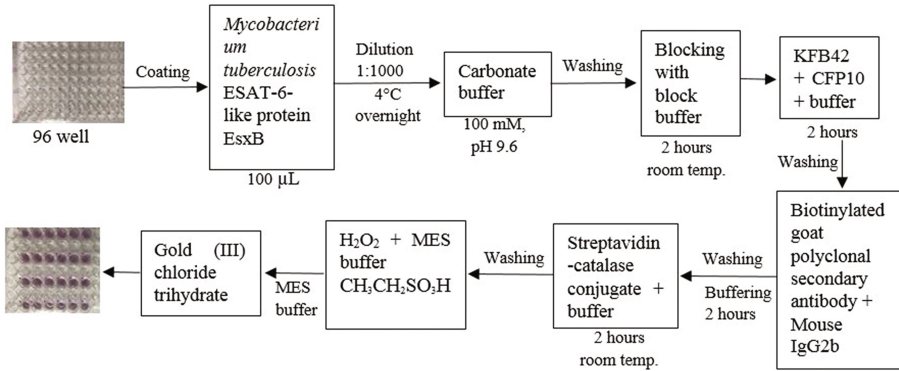 96 well
Coating
Mycobacteri
um
tuberculosis
ESAT-6-
like protein
EsxB
100 µL
Dilution
1:1000
4°C
overnight
Carbonate
buffer
100 mM,
pH 9.6
Washing
Blocking
with
block
buffer
2 hours
room temp.
KFB42
+ CFP10
+ buffer
2 hours
Washing
Biotinylated
goat
polyclonal
secondary
antibody +
Mouse
IgG2b
Washing
Buffering
2 hours
Streptavidin
-catalase
conjugate +
buffer
2 hours
room temp.
Washing
H₂O₂ + MES
buffer
CH₃CH₂SO₃H
MES
buffer
Gold (III)
chloride
trihydrate